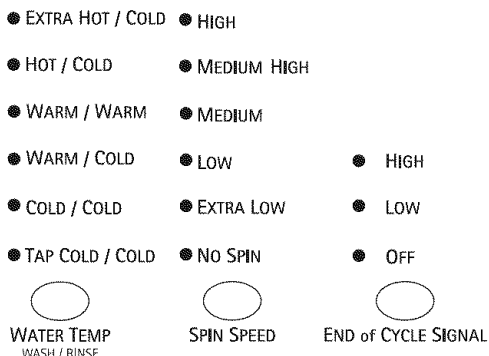 EXTRA HOT / COLD
HOT / COLD
WARM / WARM
WARM / COLD
COLD / COLD
TAP COLD / COLD
WATER TEMP
WASH / RINSE
HIGH
MEDIUM HIGH
MEDIUM
LOW
EXTRA LOW
NO SPIN
SPIN SPEED
HIGH
LOW
OFF
END of CYCLE SIGNAL